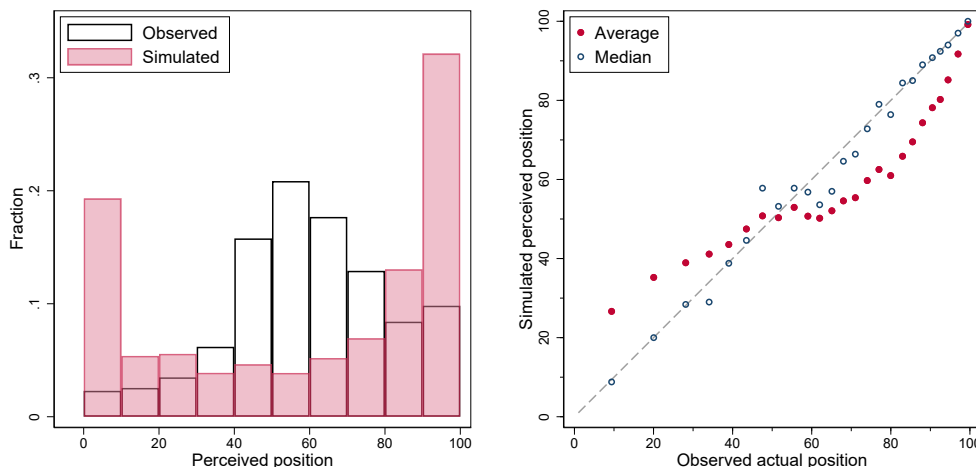 Observed
Simulated
Fraction
0
.1
.2
.3
0 20 40 60 80 100
Perceived position
Average
Median
Simulated perceived position
0
20
40
60
80
100
0 20 40 60 80 100
Observed actual position